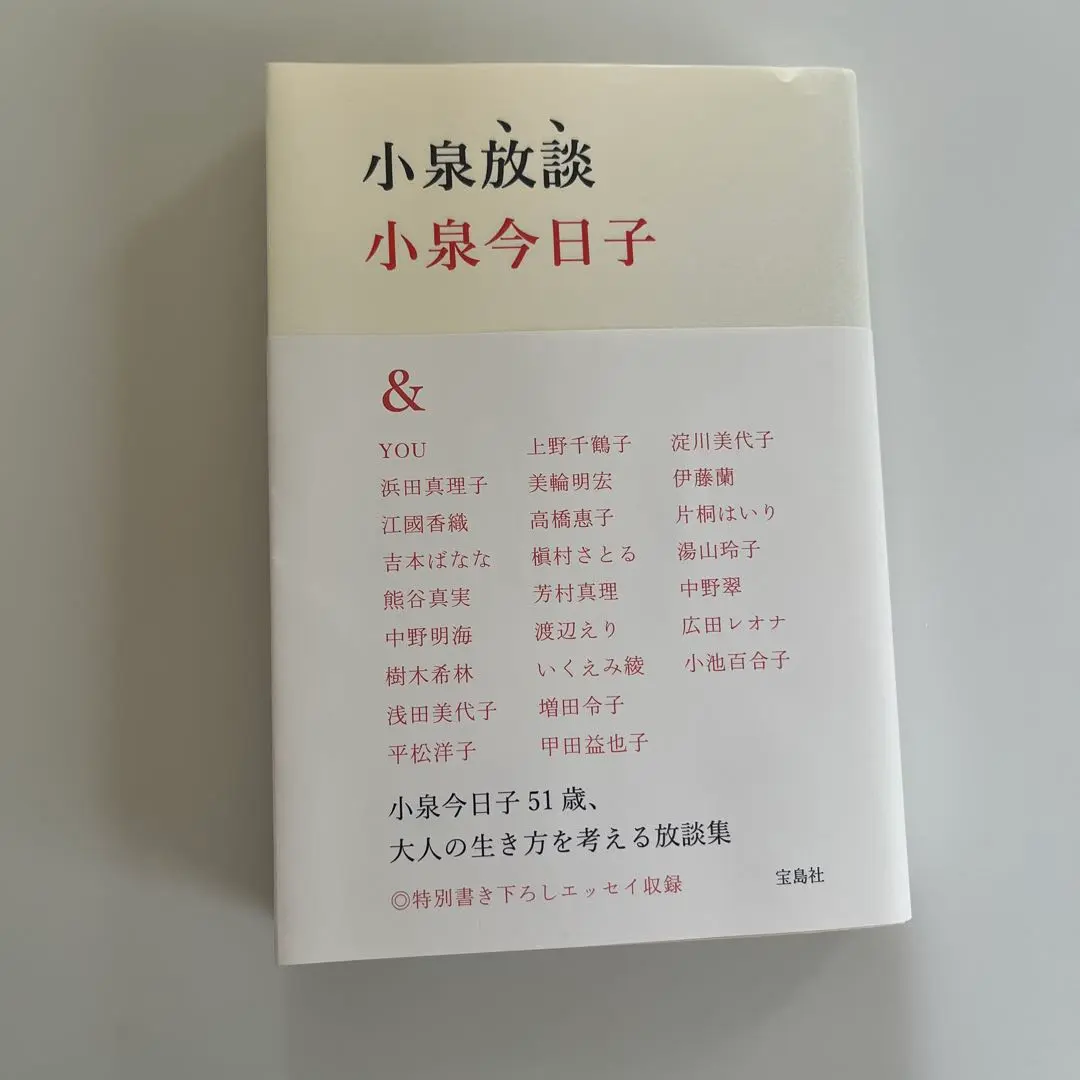 小泉放談
小泉今日子
&
YOU 上野千鶴子 淀川美代子
浜田真理子 美輪明宏 伊藤蘭
江國香織 高橋惠子 片桐はいり
吉本ばなな 槇村さとる 湯山玲子
熊谷真実 芳村真理 中野翠
中野明海 渡辺えり 広田レオナ
樹木希林 いくえみ綾 小池百合子
浅田美代子 増田令子
平松洋子 甲田益也子
小泉今日子 51 歳、
大人の生き方を考える放談集
◎特別書き下ろしエッセイ収録
宝島社